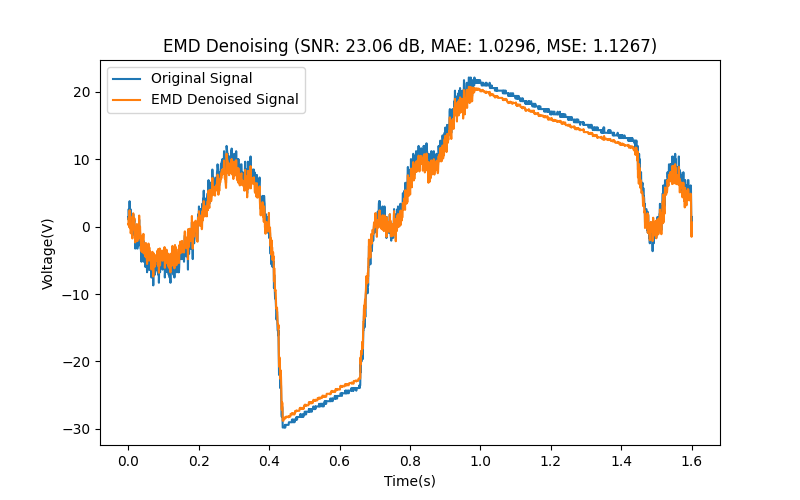 EMD Denoising (SNR: 23.06 dB, MAE: 1.0296, MSE: 1.1267)
Original Signal
EMD Denoised Signal
Voltage(V)
20
10
0
−10
−20
−30
0.0 0.2 0.4 0.6 0.8 1.0 1.2 1.4 1.6
Time(s)